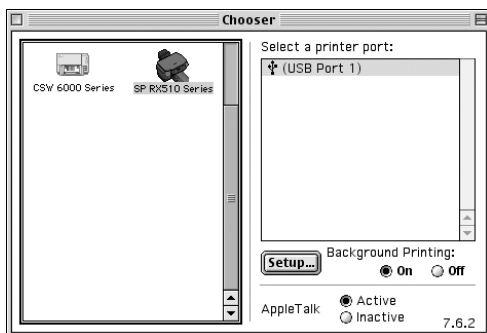 Chooser
CSW 6000 Series
SP RX510 Series
Select a printer port:
(USB Port 1)
Setup...
Background Printing:
On
Off
AppleTalk
Active
Inactive
7.6.2